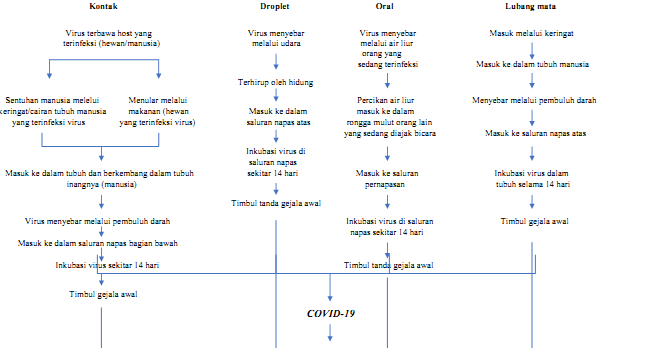 Kontak
Virus terbawa host yang
terinfeksi (hewan/manusia)
Sentuhan manusia melelui
keringat/cairan tubuh manusia
yang terinfeksi virus)
Menular melalui
makanan (hewan
yang terinfeksi virus)
Masuk ke dalam tubuh dan berkembang dalam tubuh
inangnya (manusia)
Virus menyebar melalui pembuluh darah
Masuk ke dalam saluran napas bagian bawah
Inkubasi virus sekitar 14 hari
Timbul gejala awal
Droplet
Virus menyebar
melalui udara
Terhirup oleh hidung
Masuk ke dalam
saluran napas atas
Inkubasi virus di
saluran napas
sekitar 14 hari
Timbul tanda gejala awal
Oral
Virus menyebar
melalui air liur
orang yang
sedang terinfeksi
Percikan air liur
masuk ke dalam
rongga mulut orang lain
yang sedang diajak bicara
Masuk ke saluran
pernapasan
Inkubasi virus di saluran
napas sekitar 14 hari
Timbul tanda gejala awal
Lubang mata
Masuk melalui keringat
Masuk ke dalam tubuh manusia
Menyebar melalui pembuluh darah
Masuk ke saluran napas atas
Inkubasi virus dalam
tubuh selama 14 hari
Timbul gejala awal
COVID-19